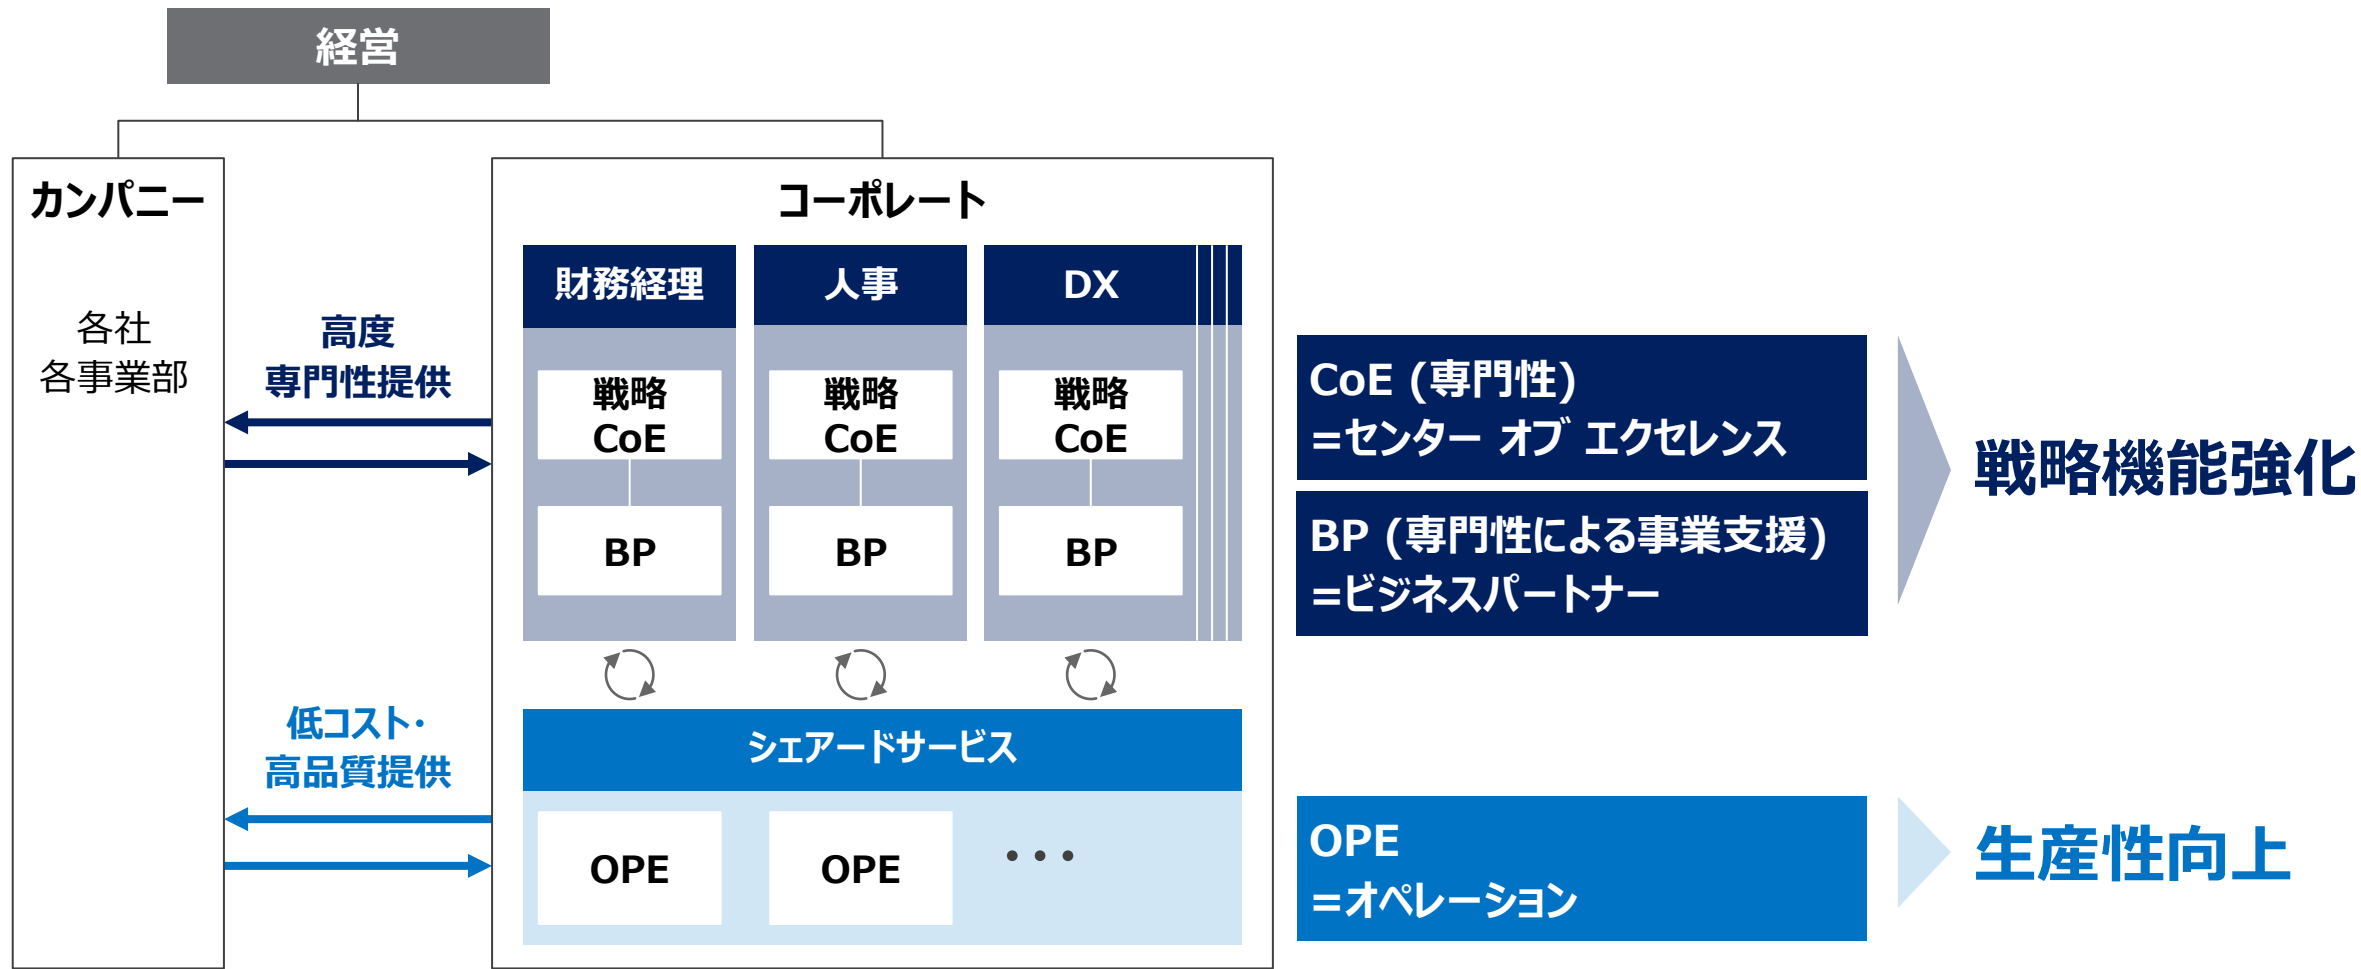 経営
カンパニー
各社
各事業部
高度
専門性提供
低コスト・
高品質提供
コーポレート
財務経理
人事
DX
戦略
CoE
戦略
CoE
戦略
CoE
BP
BP
BP
シェアードサービス
OPE
OPE
・・・
CoE (専門性)
=センター オブ エクセレンス
BP (専門性による事業支援)
=ビジネスパートナー
戦略機能強化
OPE
=オペレーション
生産性向上